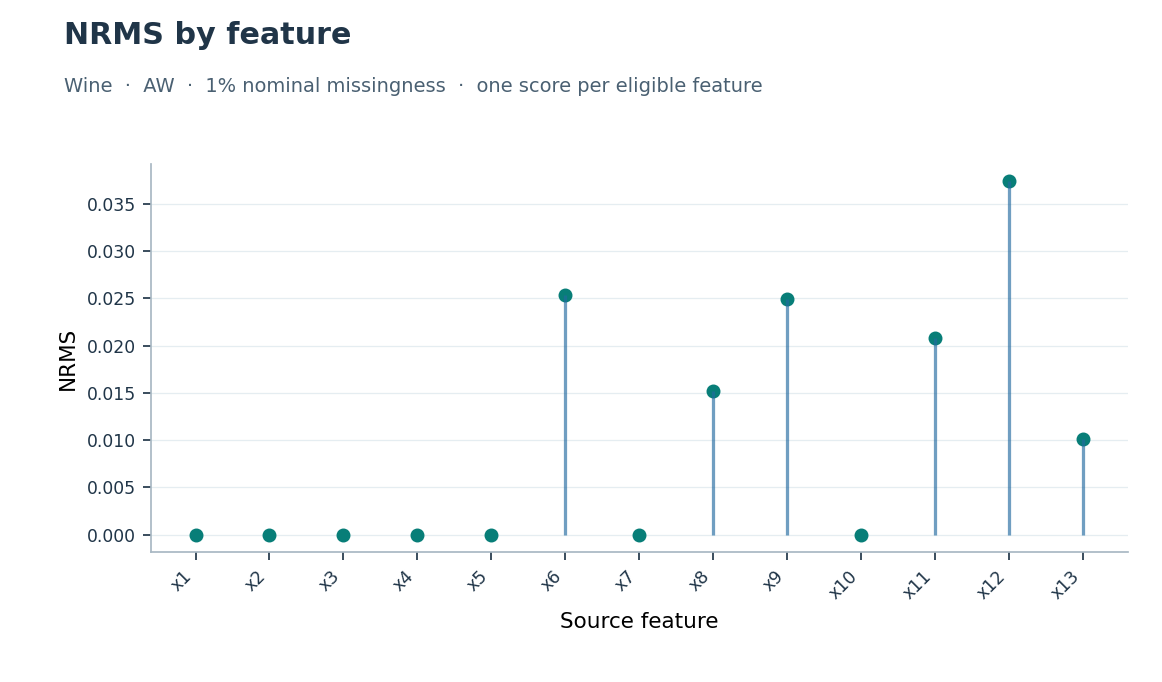 NRMS by feature
Wine · AW · 1% nominal missingness · one score per eligible feature
0.035
0.030
0.025
0.020
0.015
0.010
0.005
0.000
NRMS
x1 x2 x3 x4 x5 x6 x7 x8 x9 x10 x11 x12 x13
Source feature